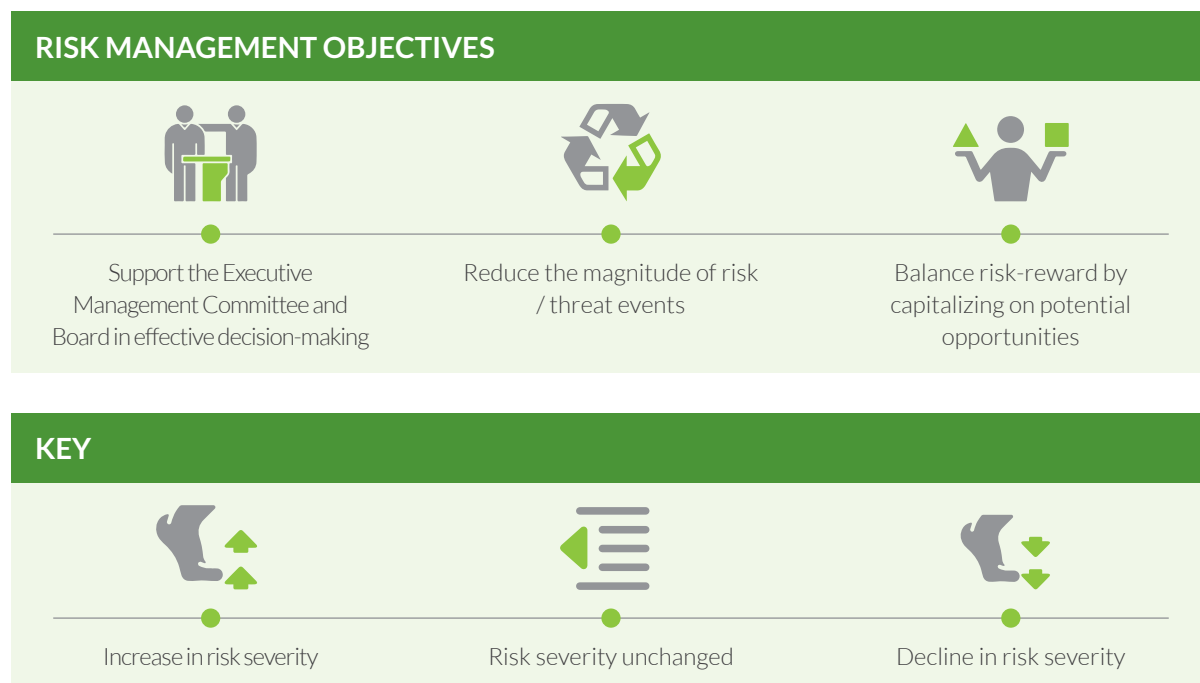 RISK MANAGEMENT OBJECTIVES
Support the Executive
Management Committee and
Board in effective decision-making
Reduce the magnitude of risk
/ threat events
Balance risk-reward by
capitalizing on potential
opportunities
KEY
Increase in risk severity
Risk severity unchanged
Decline in risk severity